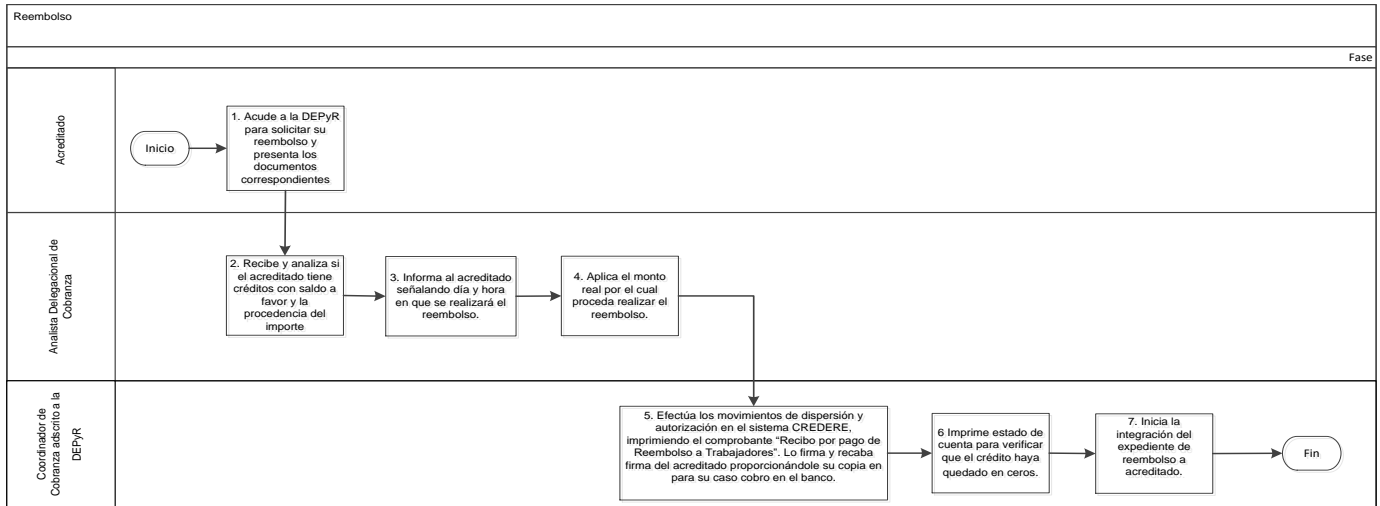 Reembolso
Fase
Acreditado
Inicio
1. Acude a la DEPyR
para solicitar su
reembolso y
presenta los
documentos
correspondientes
Analista Delegacional de
Cobranza
2. Recibe y analiza si
el acreditado tiene
créditos con saldo a
favor y la
procedencia del
importe
3. Informa al acreditado
señalando día y hora
en que se realizará el
reembolso.
4. Aplica el monto
real por el cual
proceda realizar el
reembolso.
Coordinador de
Cobranza adscrito a la
DEPyR
5. Efectúa los movimientos de dispersión y
autorización en el sistema CREDERE,
imprimiendo el comprobante “Recibo por pago de
Reembolso a Trabajadores”. Lo firma y recaba
firma del acreditado proporcionándole su copia en
para su caso cobro en el banco.
6 Imprime estado de
cuenta para verificar
que el crédito haya
quedado en ceros.
7. Inicia la
integración del
expediente de
reembolso a
acreditado.
Fin